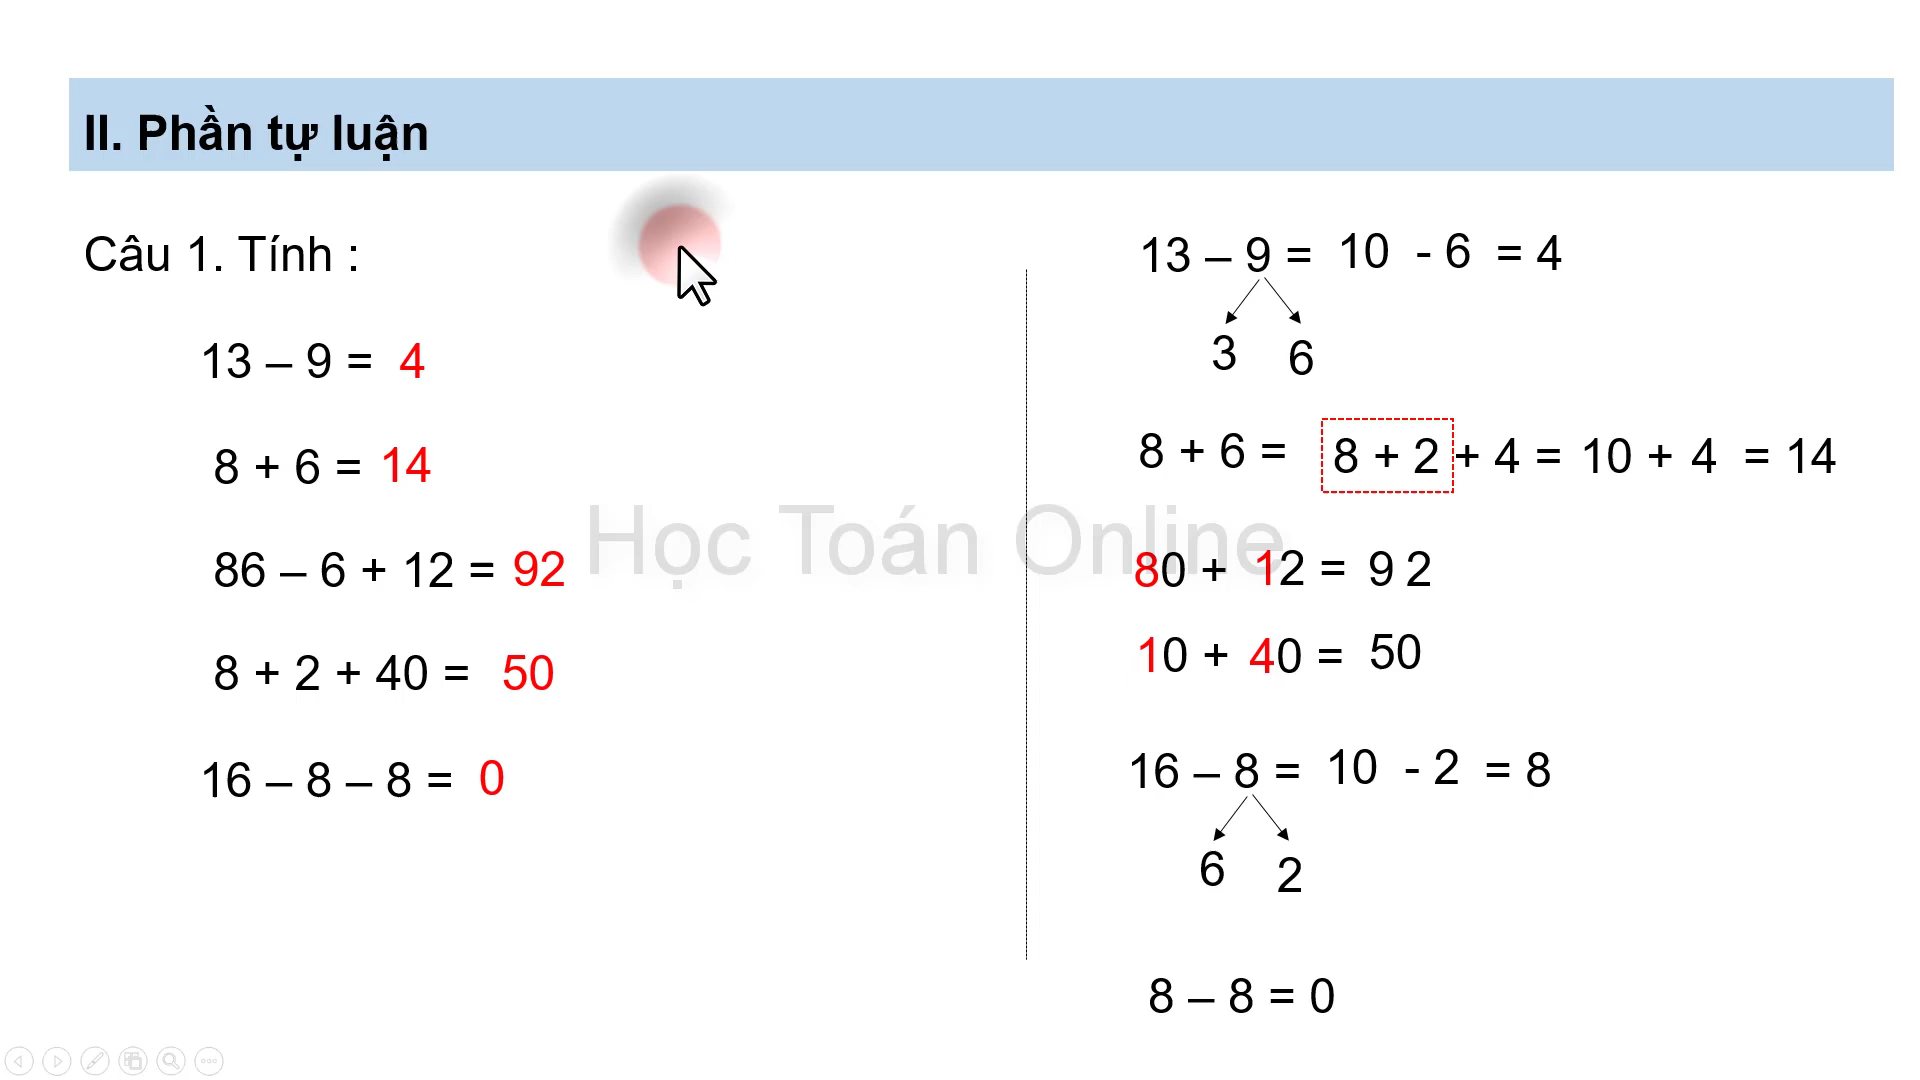 II. Phần tự luận
Câu 1. Tính :
13 – 9 = 4
8 + 6 = 14
86 – 6 + 12 = 92
8 + 2 + 40 = 50
16 – 8 – 8 = 0
13 – 9 = 10 - 6 = 4
3 6
8 + 6 = 8 + 2 + 4 = 10 + 4 = 14
80 + 12 = 9 2
10 + 40 = 50
16 – 8 = 10 - 2 = 8
6 2
8 – 8 = 0
Học Toán Online